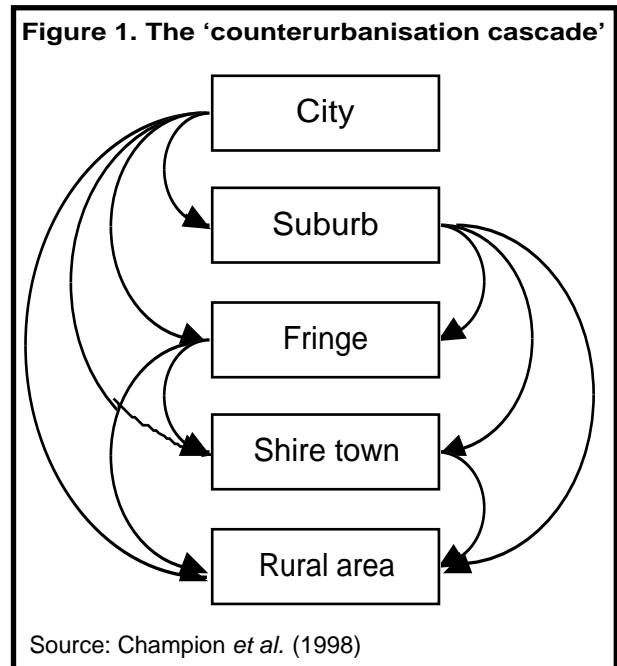 Figure 1. The ‘counterurbanisation cascade’
City
Suburb
Fringe
Shire town
Rural area
Source: Champion et al. (1998)